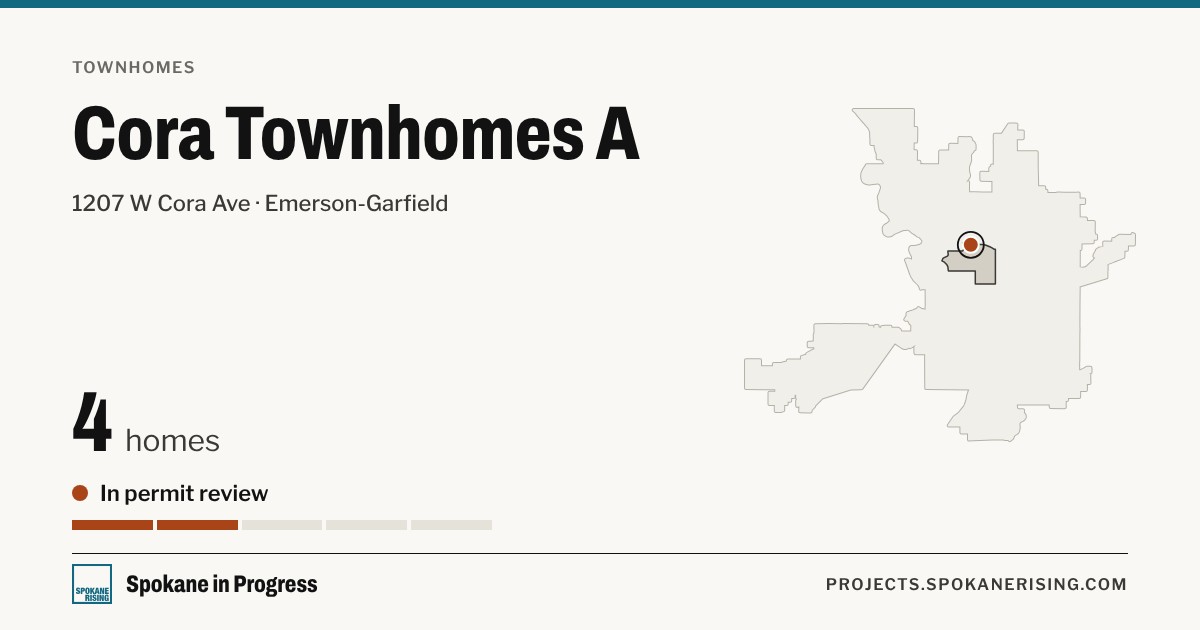 TOWNHOMES
Cora Townhomes A
1207 W Cora Ave · Emerson-Garfield
4 homes
In permit review
SPOKANE
RISING
Spokane in Progress
PROJECTS.SPOKANERISING.COM